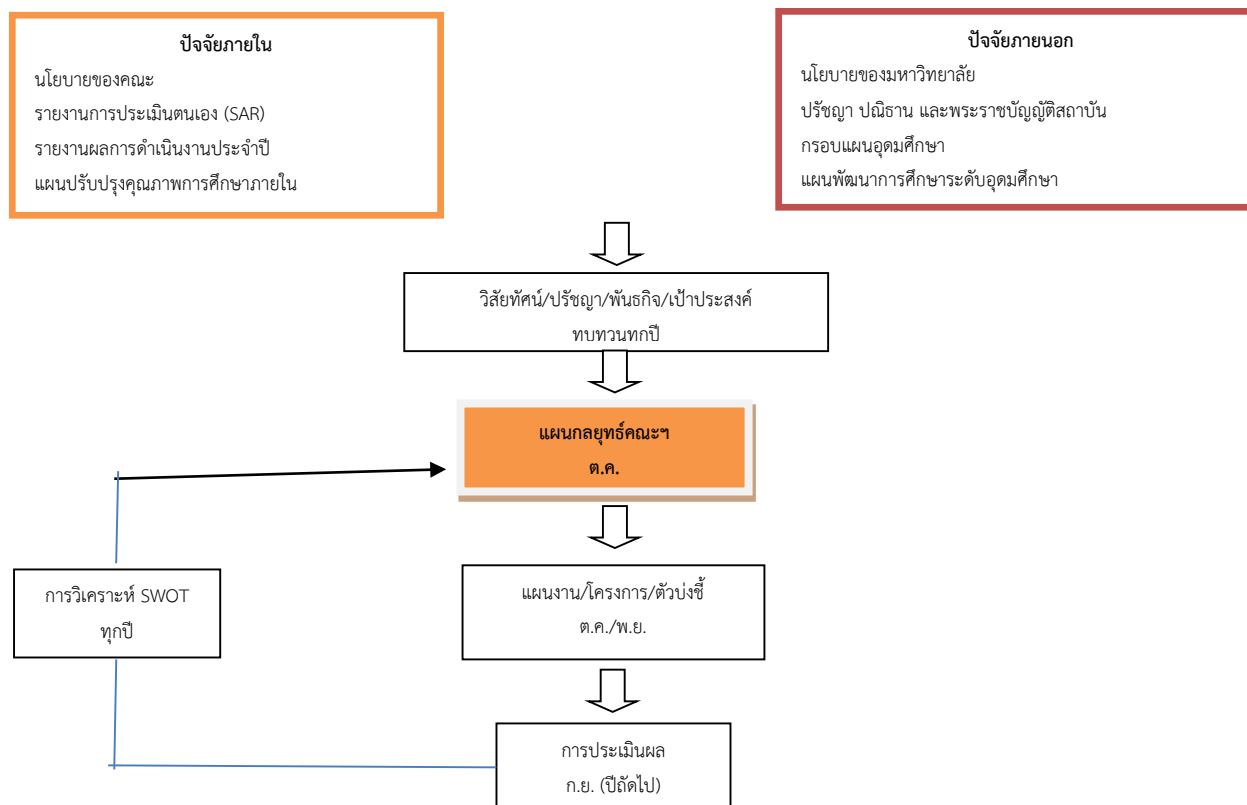 ปัจจัยภายใน
นโยบายของคณะ
รายงานการประเมินตนเอง (SAR)
รายงานผลการดำเนินงานประจำปี
แผนปรับปรุงคุณภาพการศึกษาภายใน
ปัจจัยภายนอก
นโยบายของมหาวิทยาลัย
ปรัชญา ปณิธาน และพระราชบัญญัติสถาบัน
กรอบแผนอุดมศึกษา
แผนพัฒนาการศึกษาระดับอุดมศึกษา
วิสัยทัศน์/ปรัชญา/พันธกิจ/เป้าประสงค์
ทบทวนทุกปี
แผนกลยุทธ์คณะฯ
ต.ค.
แผนงาน/โครงการ/ตัวบ่งชี้
ต.ค./พ.ย.
การวิเคราะห์ SWOT
ทุกปี
การประเมินผล
ก.ย. (ปีถัดไป)